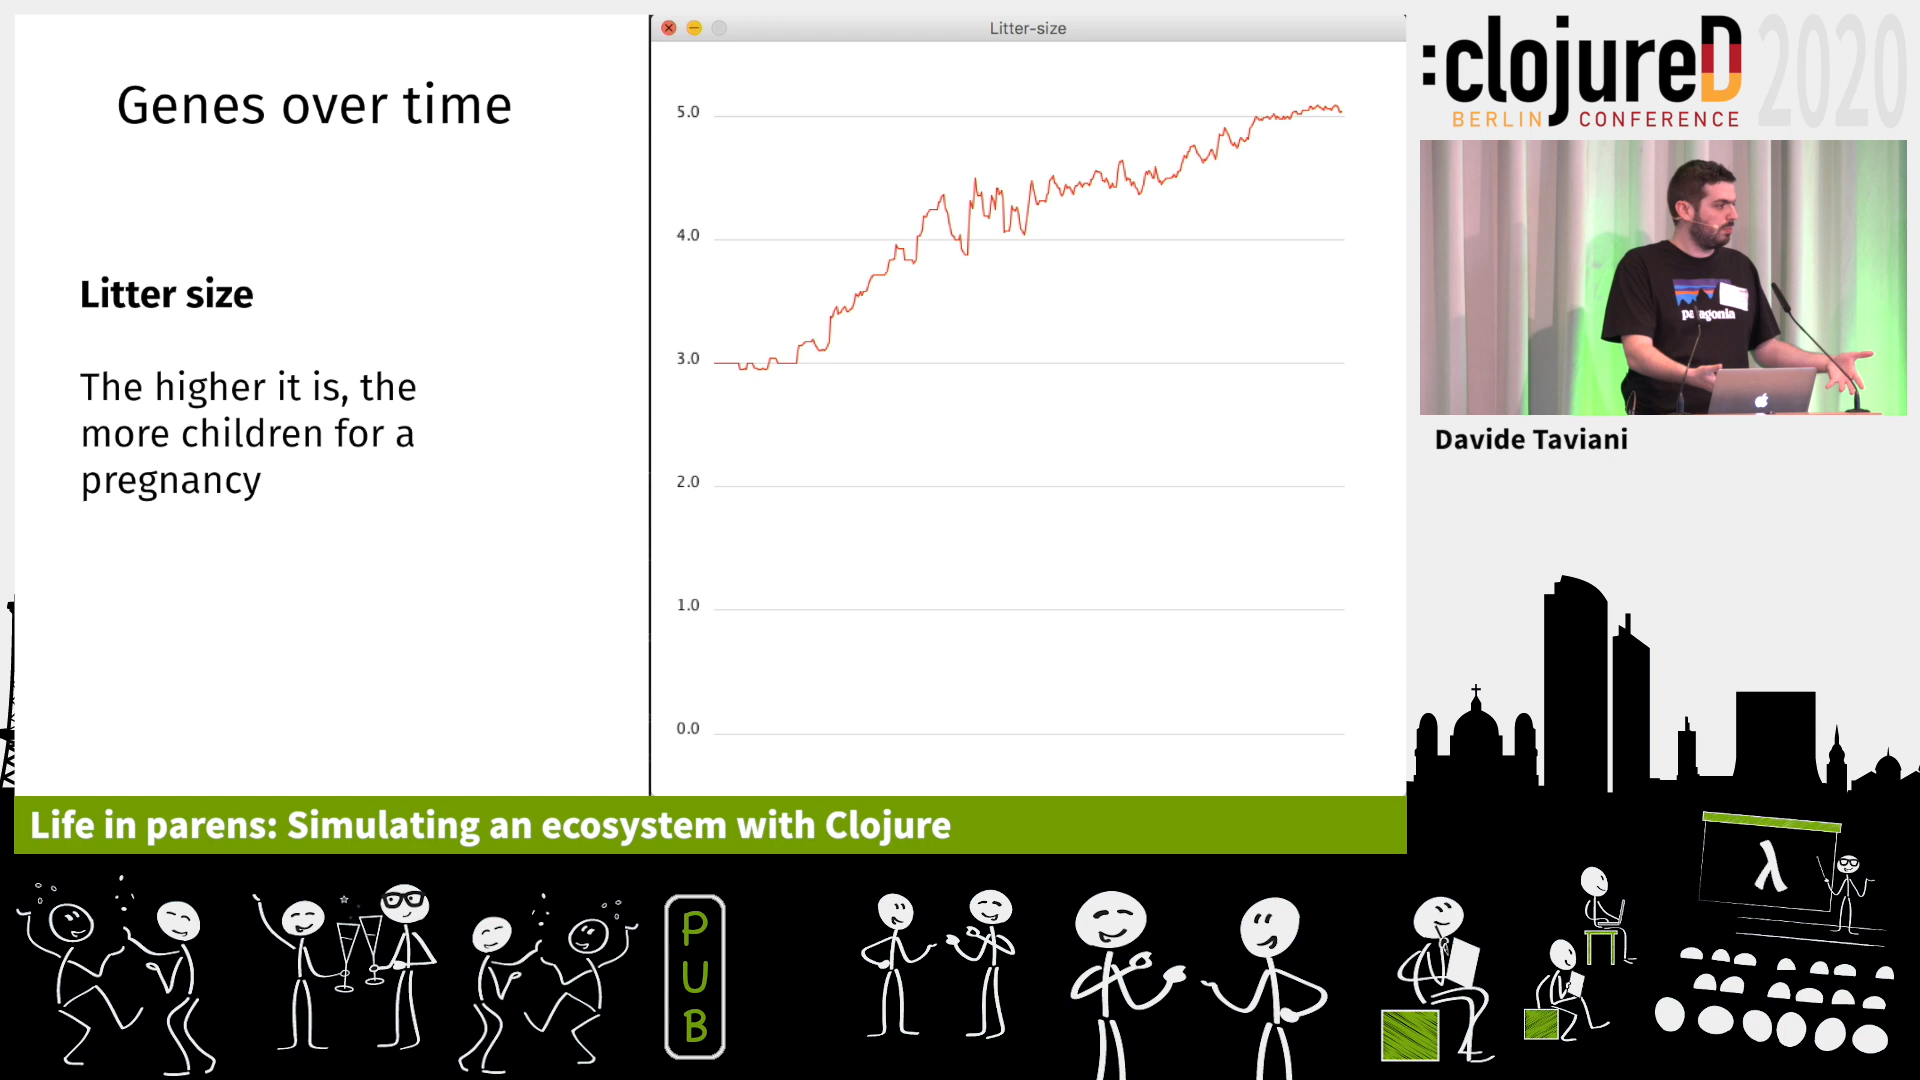 Genes over time
Litter size
The higher it is, the
more children for a
pregnancy
Litter-size
5.0
4.0
3.0
2.0
1.0
0.0
:clojureD 2020
BERLIN CONFERENCE
patagonia
Davide Taviani
Life in parens: Simulating an ecosystem with Clojure
PUB
λ